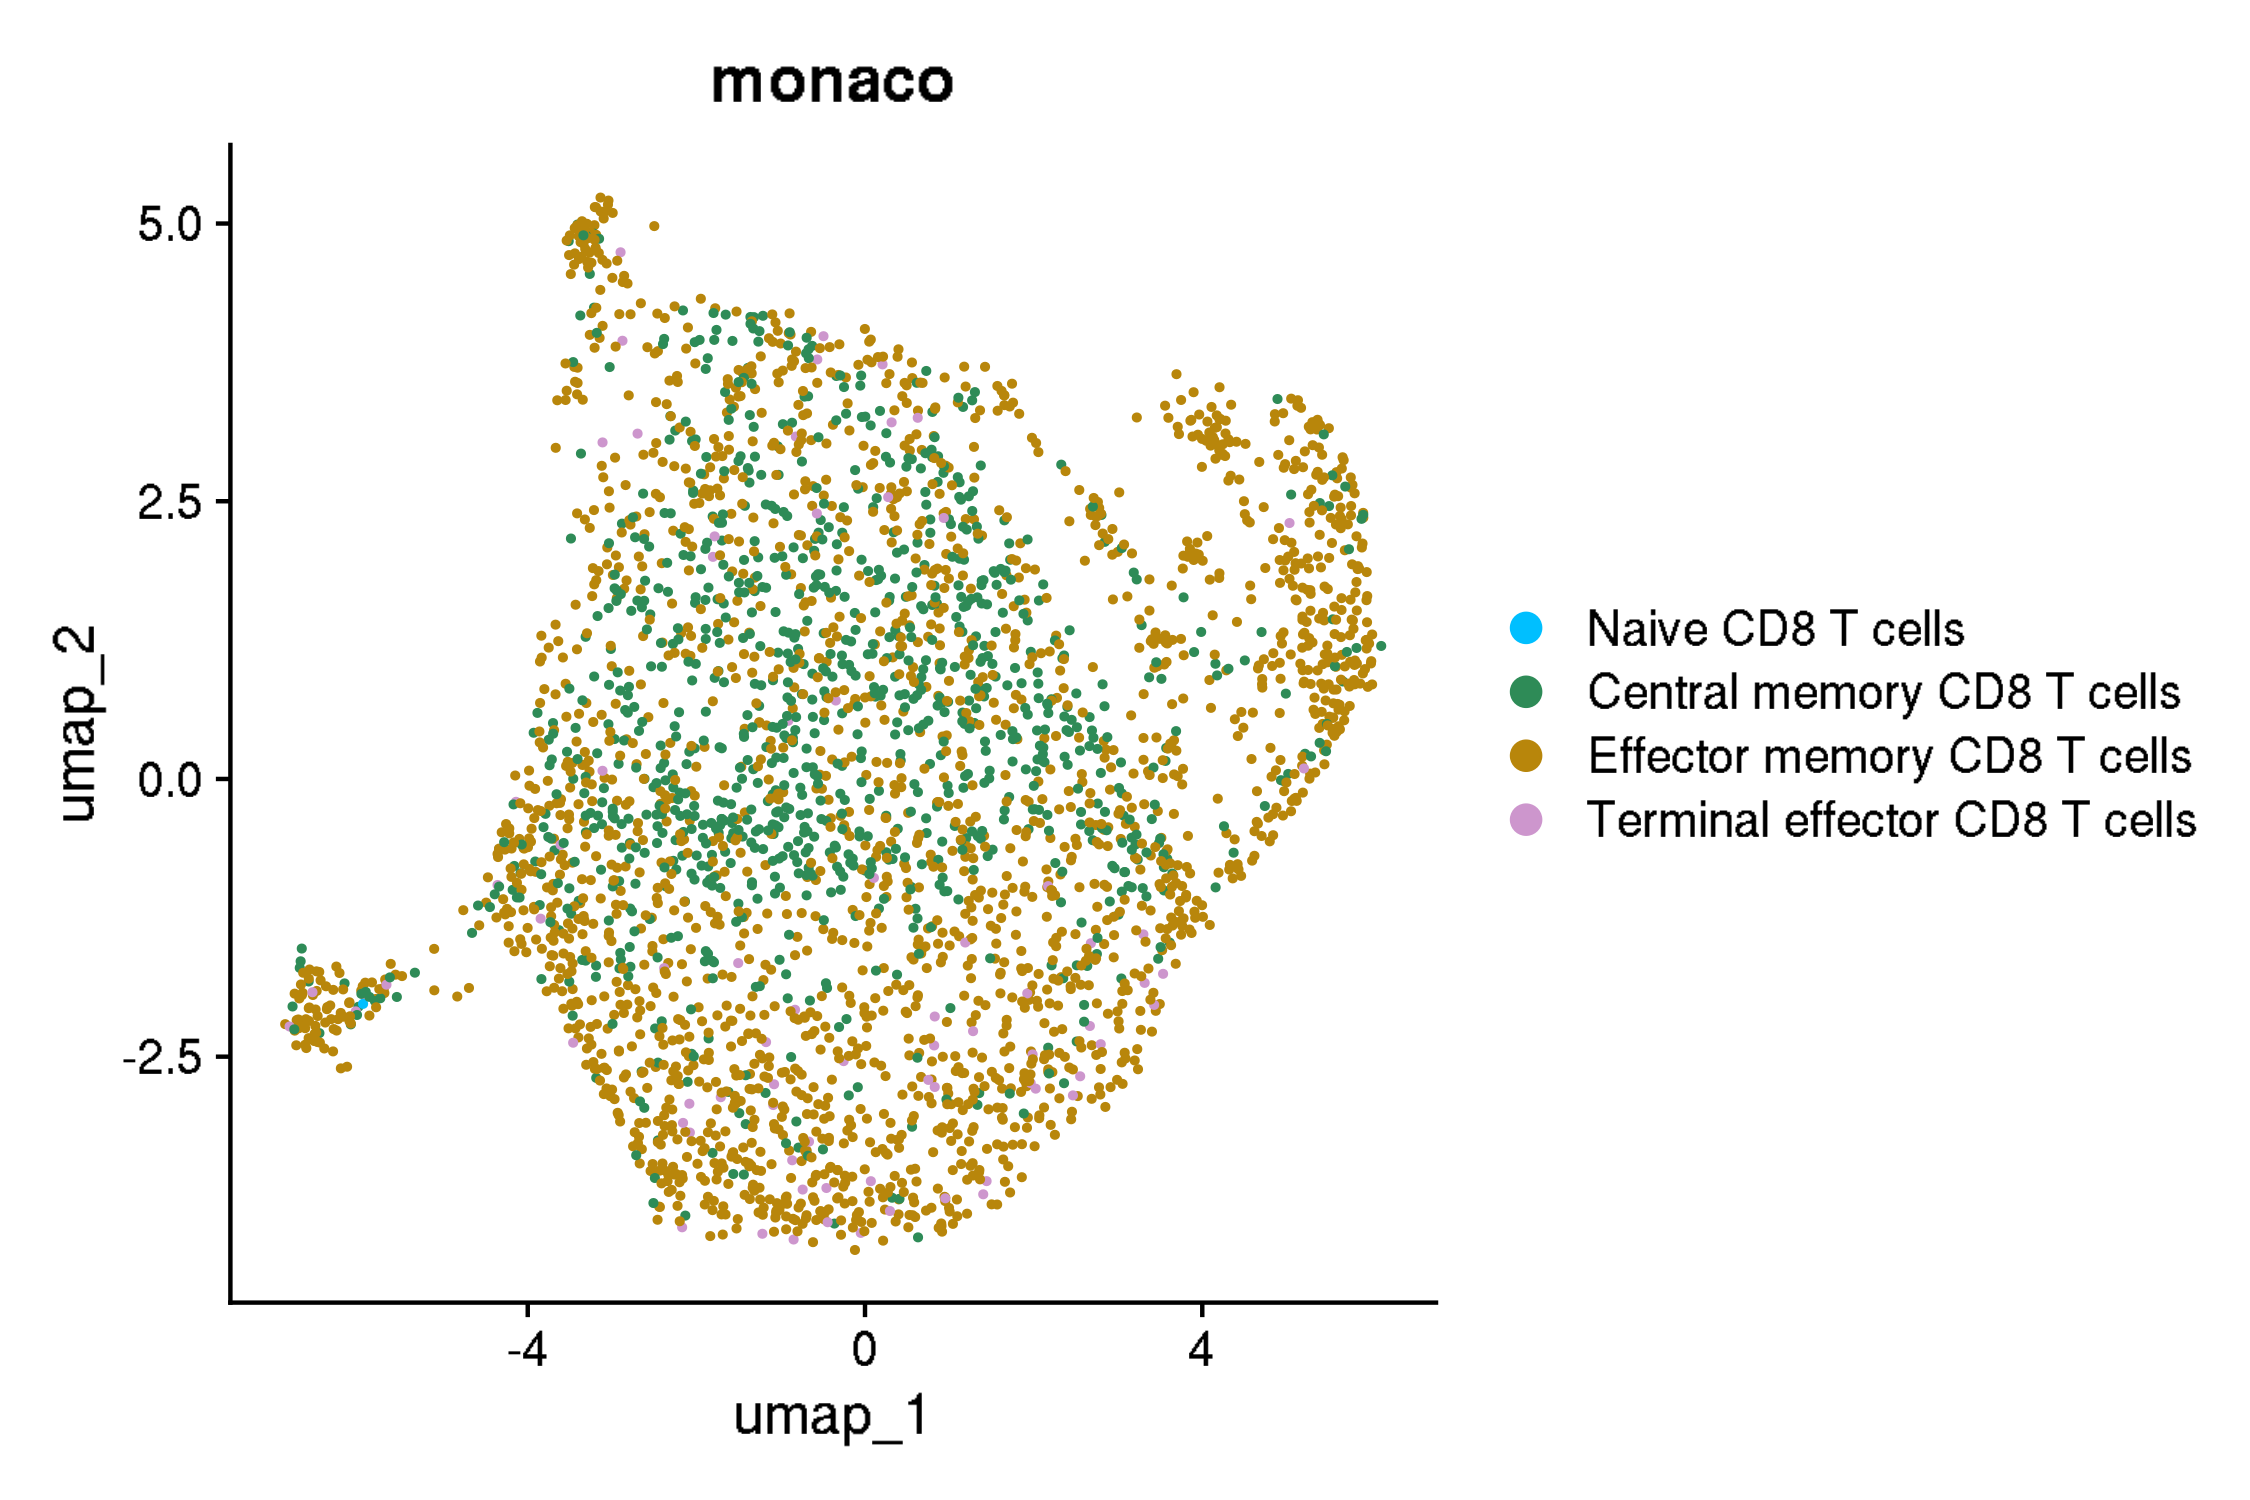 monaco
5.0
2.5
0.0
-2.5
umap_2
-4
0
4
umap_1
Naive CD8 T cells
Central memory CD8 T cells
Effector memory CD8 T cells
Terminal effector CD8 T cells